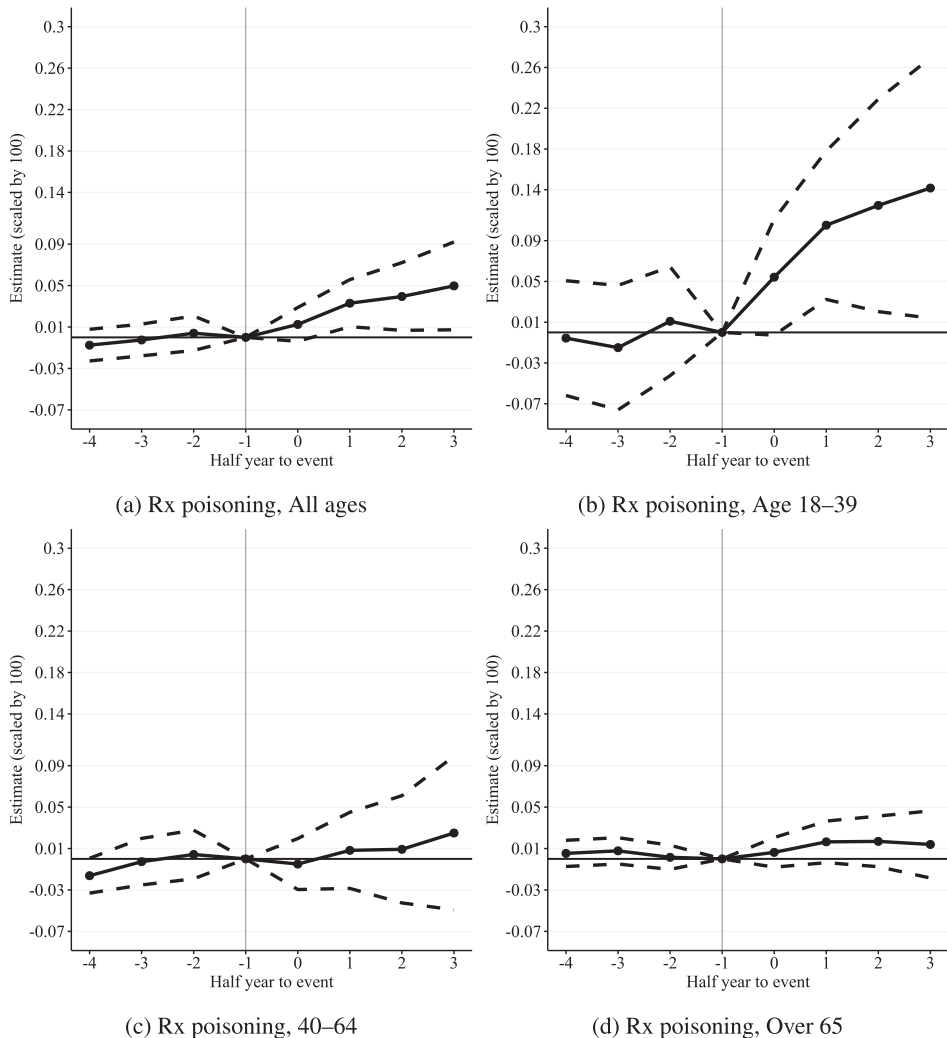 0.3
0.26
0.22
0.18
0.14
0.09
0.05
0.01
-0.03
-0.07
Estimate (scaled by 100)
-4 -3 -2 -1 0 1 2 3
Half year to event
(a) Rx poisoning, All ages
0.3
0.26
0.22
0.18
0.14
0.09
0.05
0.01
-0.03
-0.07
Estimate (scaled by 100)
-4 -3 -2 -1 0 1 2 3
Half year to event
(b) Rx poisoning, Age 18–39
0.3
0.26
0.22
0.18
0.14
0.09
0.05
0.01
-0.03
-0.07
Estimate (scaled by 100)
-4 -3 -2 -1 0 1 2 3
Half year to event
(c) Rx poisoning, 40–64
0.3
0.26
0.22
0.18
0.14
0.09
0.05
0.01
-0.03
-0.07
Estimate (scaled by 100)
-4 -3 -2 -1 0 1 2 3
Half year to event
(d) Rx poisoning, Over 65